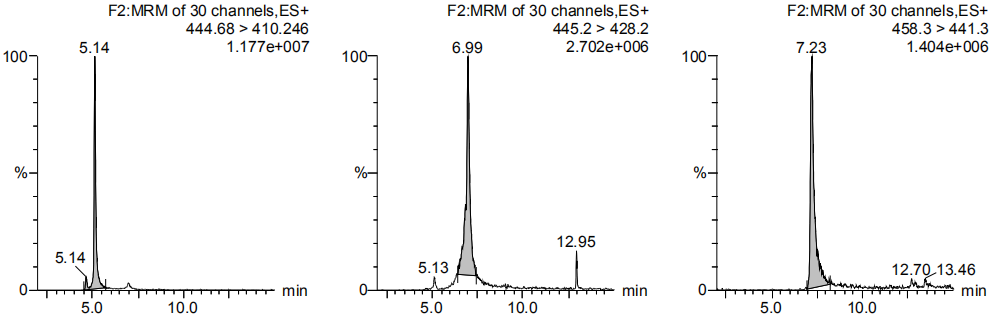 F2:MRM of 30 channels,ES+
444.68 > 410.246
1.177e+007
5.14
100
%
5.14
0
5.0 10.0 min
F2:MRM of 30 channels,ES+
445.2 > 428.2
2.702e+006
6.99
100
%
12.95
5.13
0
5.0 10.0 min
F2:MRM of 30 channels,ES+
458.3 > 441.3
1.404e+006
7.23
100
%
12.70 13.46
0
5.0 10.0 min